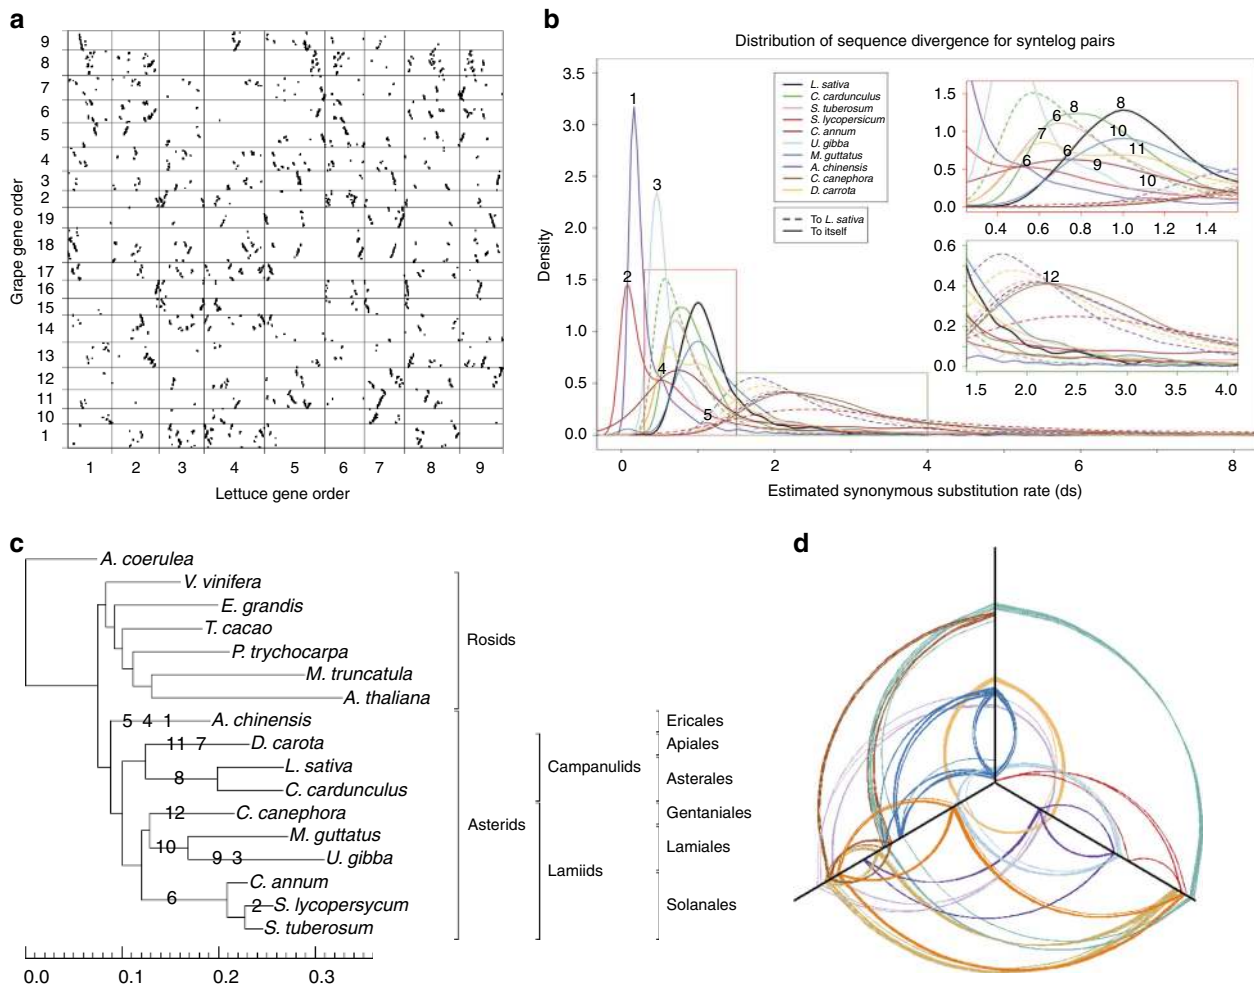 a
Grape gene order
9
8
7
6
5
4
3
2
19
18
17
16
15
14
13
12
11
10
1
1 2 3 4 5 6 7 8 9
Lettuce gene order
b
Distribution of sequence divergence for syntelog pairs
Density
3.5
3.0
2.5
2.0
1.5
1.0
0.5
0.0
0 2 4 6 8
Estimated synonymous substitution rate (ds)
1
2
3
4
5
L. sativa
C. cardunculus
S. tuberosum
S. lycopersicum
C. annum
U. gibba
M. guttatus
A. chinensis
C. canephora
D. carota
To L. sativa
To itself
1.5
1.0
0.5
0.0
0.4 0.6 0.8 1.0 1.2 1.4
6 8 8
7 10
6 6 11
9
10
0.6
0.4
0.2
0.0
1.5 2.0 2.5 3.0 3.5 4.0
12
c
A. coerulea
V. vinifera
E. grandis
T. cacao
P. trychocarpa
M. truncatula
A. thaliana
5 4 1 A. chinensis
11 7 D. carota
L. sativa
8
C. cardunculus
12 C. canephora
M. guttatus
10
9 3 U. gibba
C. annum
6
2 S. lycopersycum
S. tuberosum
0.0 0.1 0.2 0.3
Rosids
Asterids
Campanulids
Lamiids
Ericales
Apiales
Asterales
Gentaniales
Lamiales
Solanales
d